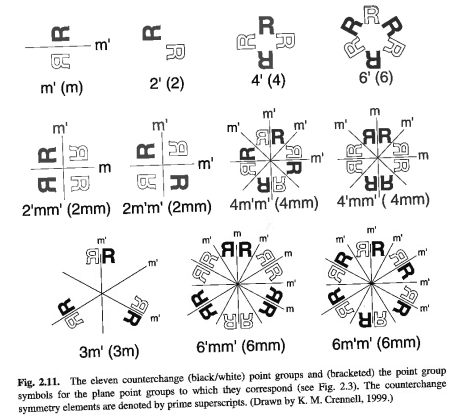 R R R R
m'
m' (m) 2' (2) 4' (4) 6' (6)
m' m' m' m' m' m' m m'
m m' m' m
2'mm' (2mm) 2m'm' (2mm) 4m'm' (4mm) 4'mm' ( 4mm)
m' m' m m' m' m m'
m' m m'
m' m'
m' m m'
3m' (3m) 6'mm' (6mm) 6m'm' (6mm)
Fig. 2.11. The eleven counterchange (black/white) point groups and (bracketed) the point group
symbols for the plane point groups to which they correspond (see Fig. 2.3). The counterchange
symmetry elements are denoted by prime superscripts. (Drawn by K. M. Crennell, 1999.)